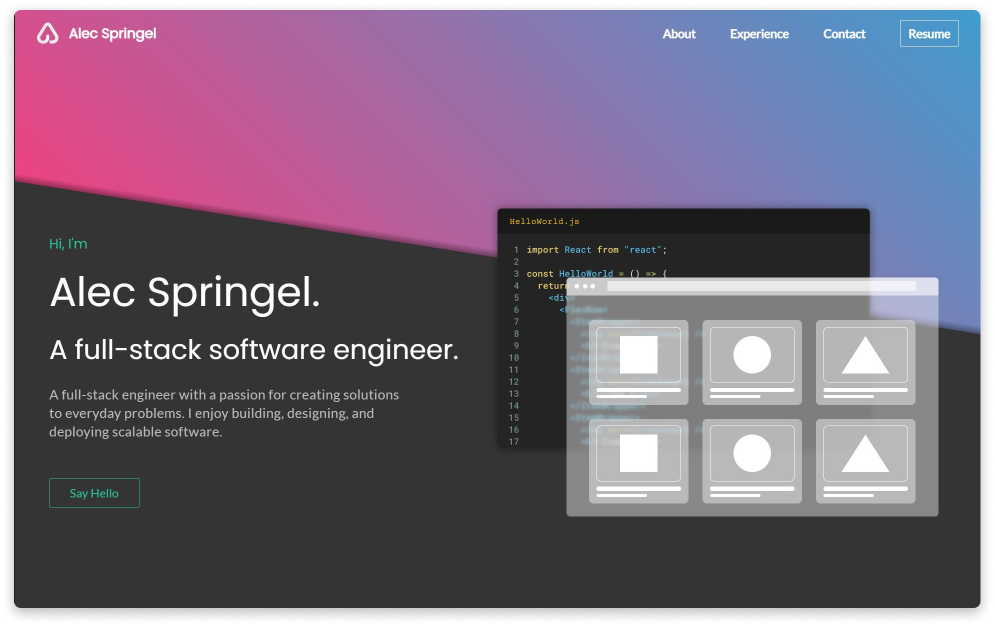 Alec Springel
About Experience Contact Resume
Hi, I'm
Alec Springel.
A full-stack software engineer.
A full-stack engineer with a passion for creating solutions
to everyday problems. I enjoy building, designing, and
deploying scalable software.
Say Hello
HelloWorld.js
1 import React from "react";
2
3 const HelloWorld = () => {
4 return
5 <div>
6
7
8
9
10
11
12
13
14
15
16
17